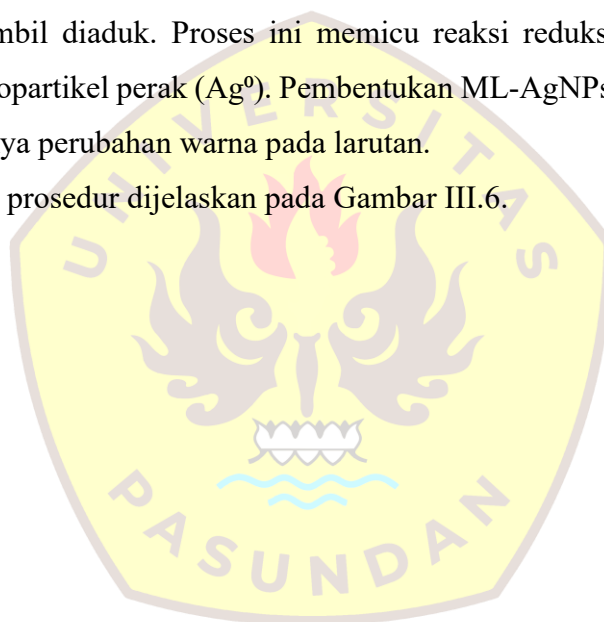 mbil diaduk. Proses ini memicu reaksi reduks
opartikel perak (Ag⁰). Pembentukan ML-AgNPs
ya perubahan warna pada larutan.
prosedur dijelaskan pada Gambar III.6.
UNIVERSITAS
PASUNDAN